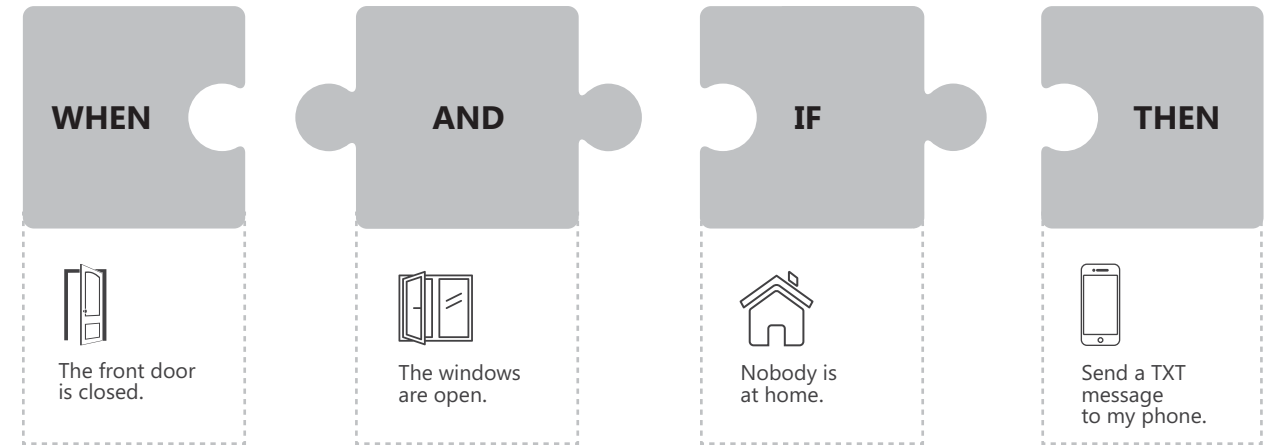 WHEN
AND
IF
THEN
The front door
is closed.
The windows
are open.
Nobody is
at home.
Send a TXT
message
to my phone.